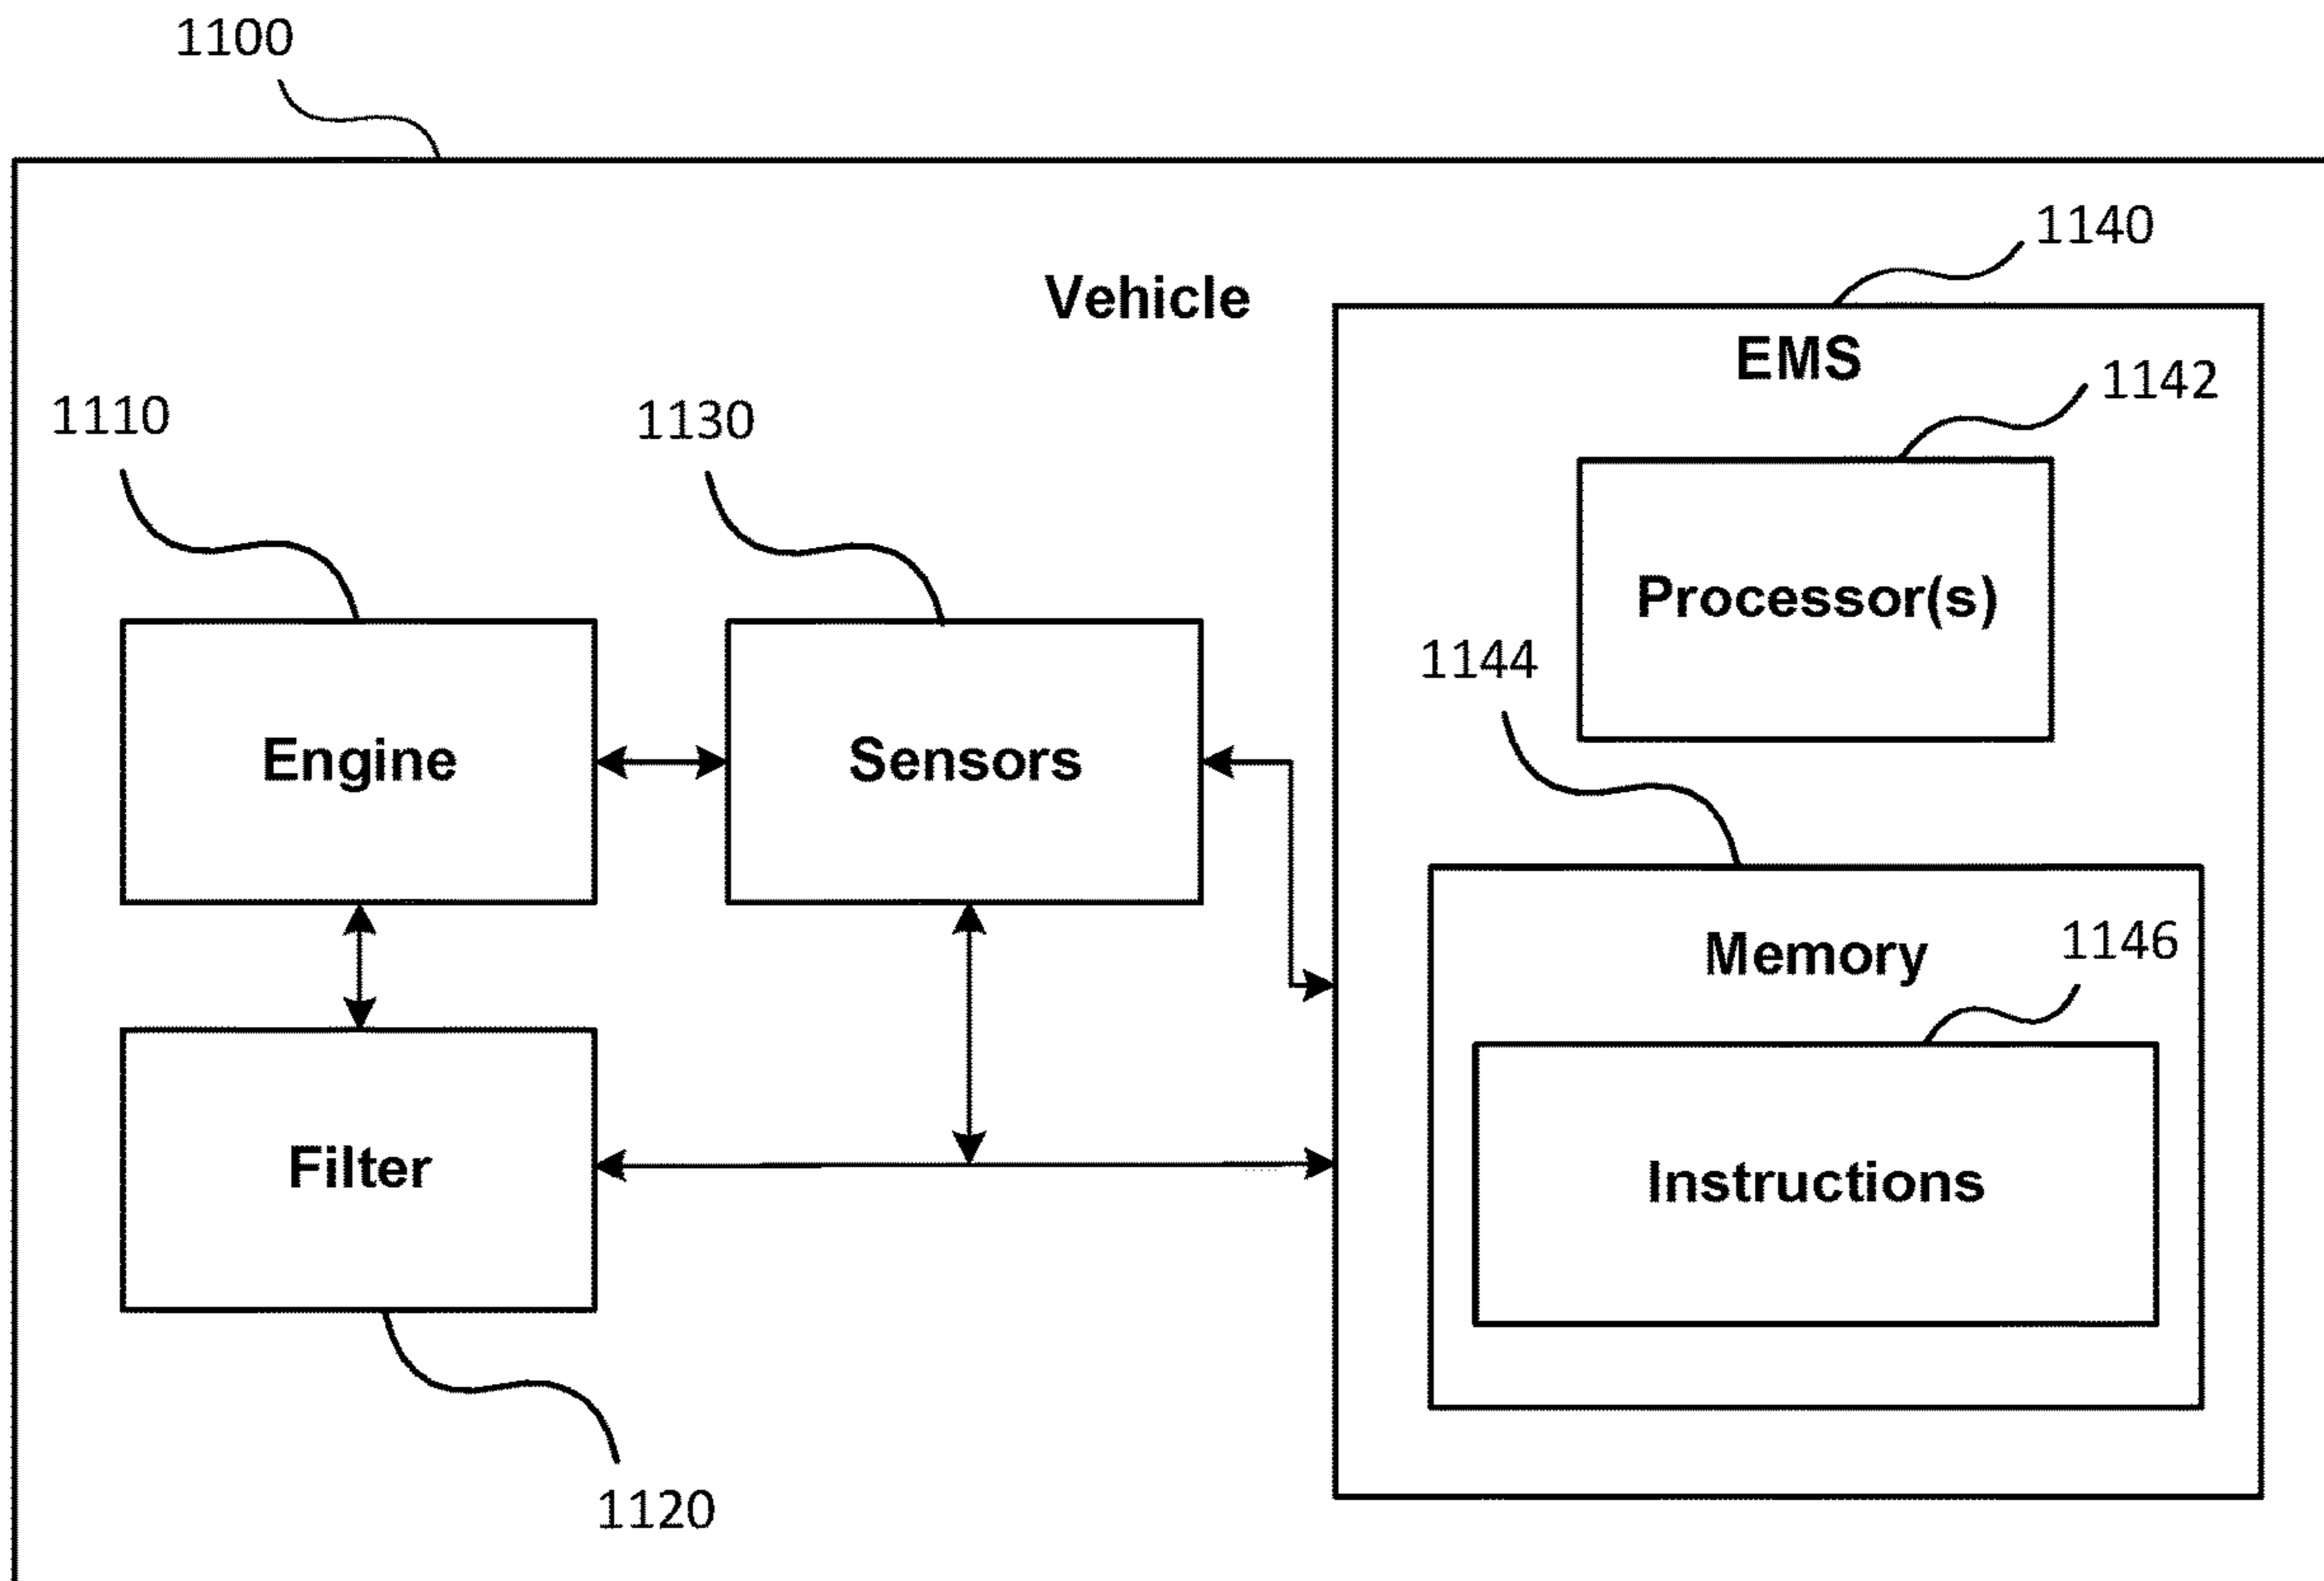 1100
1140
Vehicle
EMS
1142
1110
1130
Processor(s)
1144
Engine
Sensors
Memory
1146
Filter
Instructions
1120